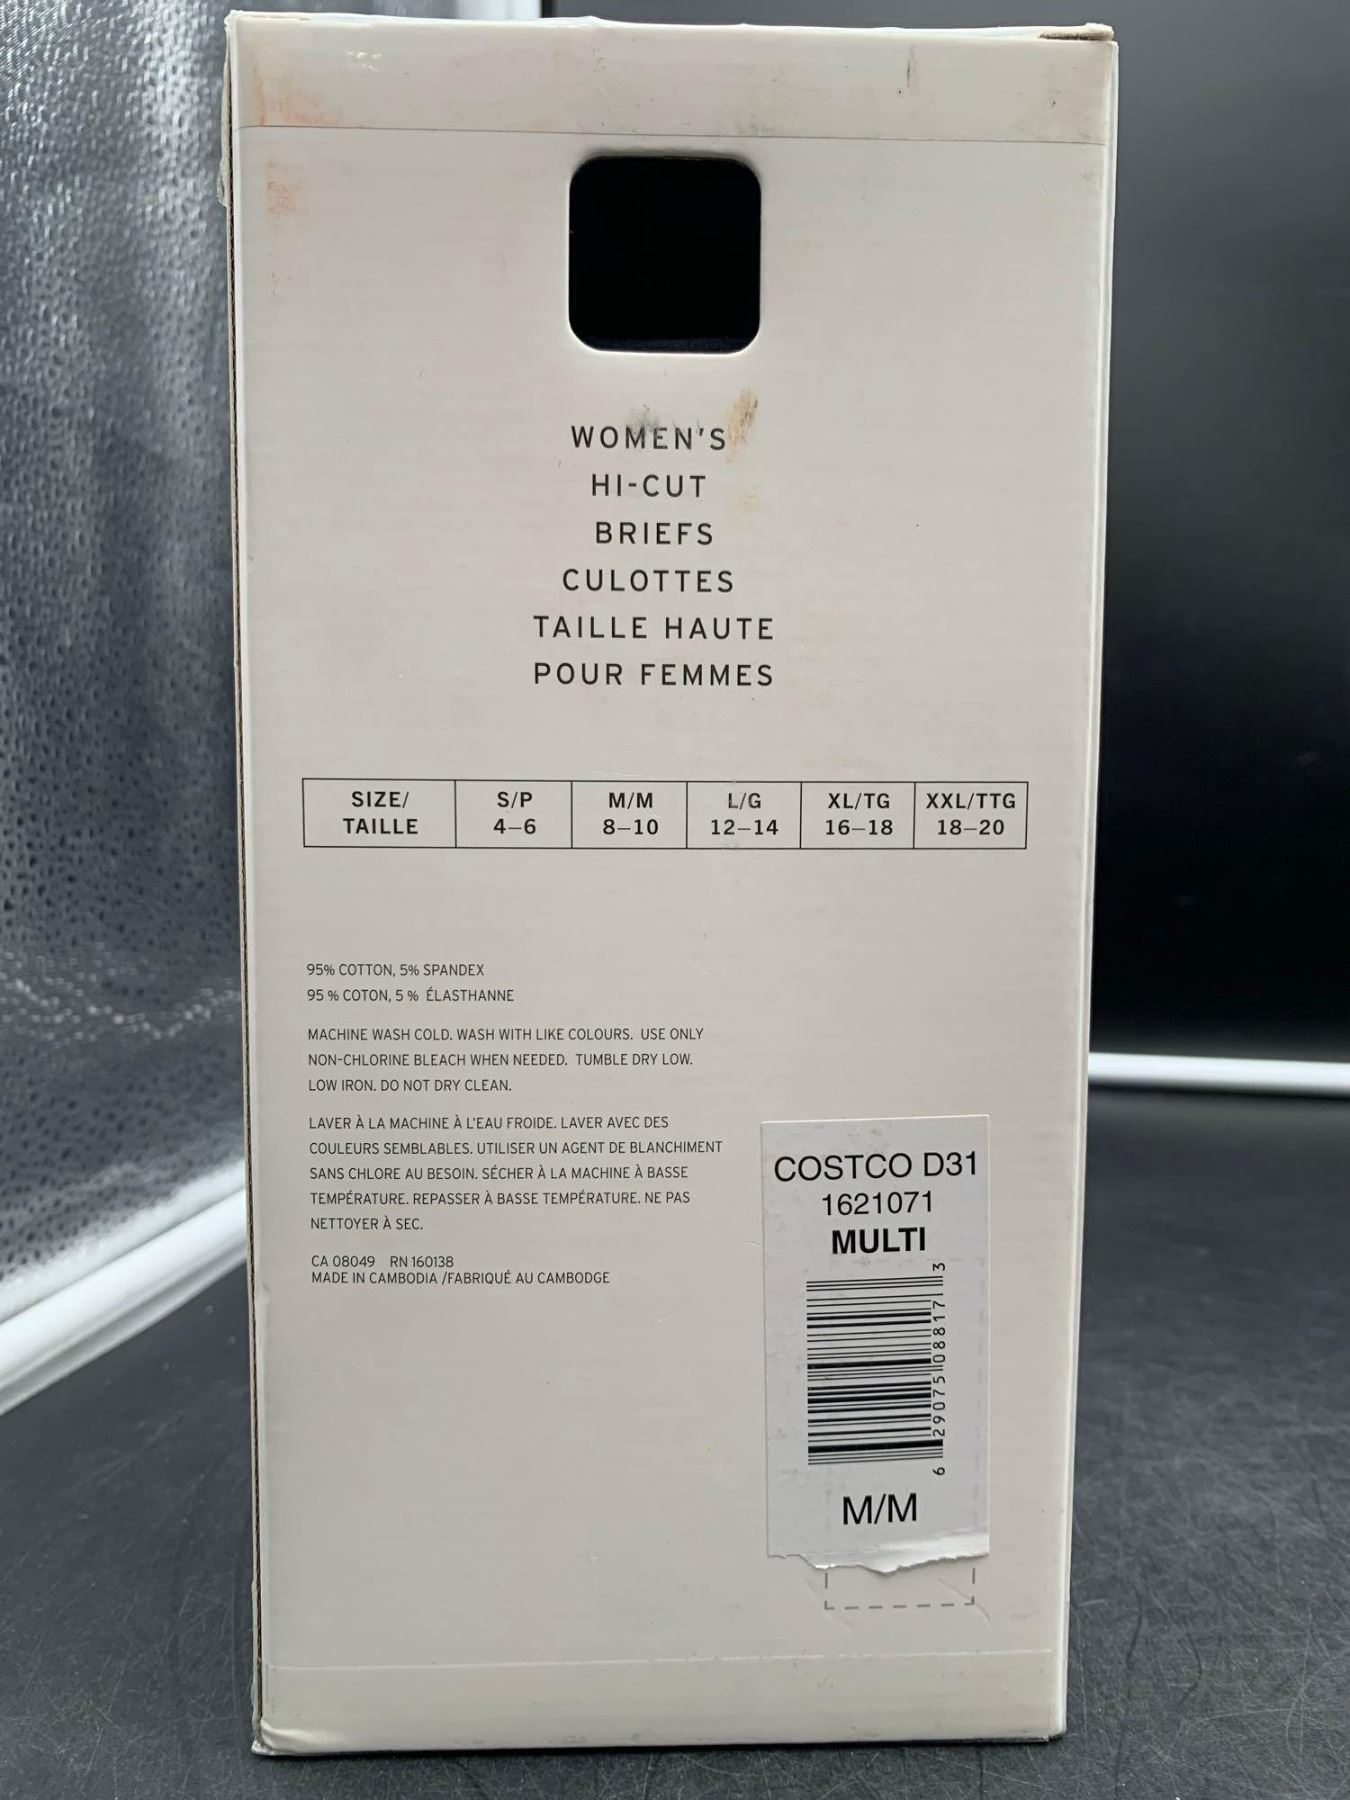 WOMEN'S
HI-CUT
BRIEFS
CULOTTES
TAILLE HAUTE
POUR FEMMES
SIZE/ S/P M/M L/G XL/TG XXL/TTG
TAILLE 4–6 8–10 12–14 16–18 18–20
95% COTTON, 5% SPANDEX
95 % COTON, 5 % ÉLASTHANNE
MACHINE WASH COLD. WASH WITH LIKE COLOURS. USE ONLY
NON-CHLORINE BLEACH WHEN NEEDED. TUMBLE DRY LOW.
LOW IRON. DO NOT DRY CLEAN.
LAVER À LA MACHINE À L'EAU FROIDE. LAVER AVEC DES
COULEURS SEMBLABLES. UTILISER UN AGENT DE BLANCHIMENT
SANS CHLORE AU BESOIN. SÉCHER À LA MACHINE À BASSE
TEMPÉRATURE. REPASSER À BASSE TEMPÉRATURE. NE PAS
NETTOYER À SEC.
CA 08049 RN 160138
MADE IN CAMBODIA /FABRIQUÉ AU CAMBODGE
COSTCO D31
1621071
MULTI
6 29075 08817 3
M/M